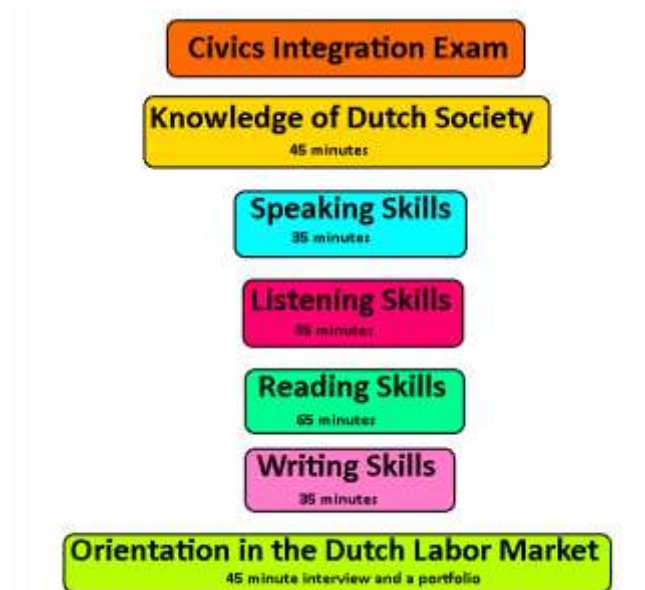 Civics Integration Exam
Knowledge of Dutch Society
45 minutes
Speaking Skills
35 minutes
Listening Skills
minutes
Reading Skills
65 minutes
Writing Skills
35 minutes
Orientation in the Dutch Labor Market
45 minute interview and a portfolio